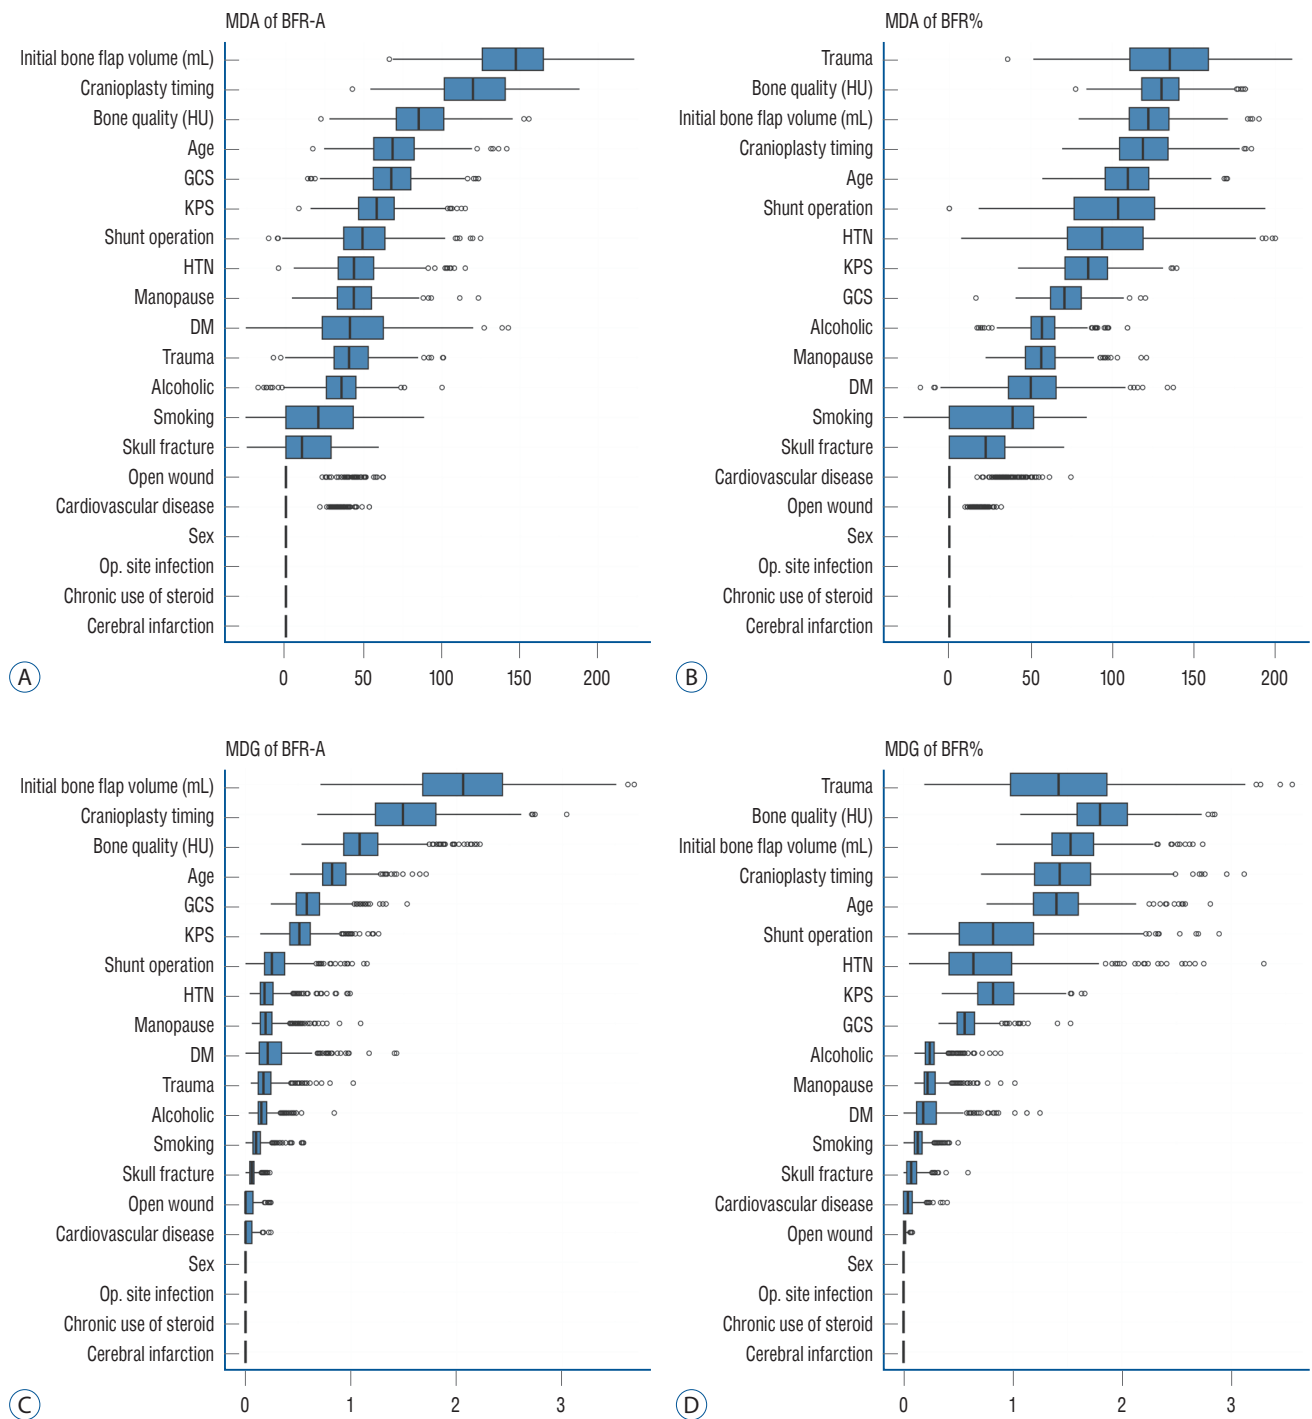 MDA of BFR-A
Initial bone flap volume (mL)
Cranioplasty timing
Bone quality (HU)
Age
GCS
KPS
Shunt operation
HTN
Manopause
DM
Trauma
Alcoholic
Smoking
Skull fracture
Open wound
Cardiovascular disease
Sex
Op. site infection
Chronic use of steroid
Cerebral infarction
0 50 100 150 200
A
MDA of BFR%
Trauma
Bone quality (HU)
Initial bone flap volume (mL)
Cranioplasty timing
Age
Shunt operation
HTN
KPS
GCS
Alcoholic
Manopause
DM
Smoking
Skull fracture
Cardiovascular disease
Open wound
Sex
Op. site infection
Chronic use of steroid
Cerebral infarction
0 50 100 150 200
B
MDG of BFR-A
Initial bone flap volume (mL)
Cranioplasty timing
Bone quality (HU)
Age
GCS
KPS
Shunt operation
HTN
Manopause
DM
Trauma
Alcoholic
Smoking
Skull fracture
Open wound
Cardiovascular disease
Sex
Op. site infection
Chronic use of steroid
Cerebral infarction
0 1 2 3
C
MDG of BFR%
Trauma
Bone quality (HU)
Initial bone flap volume (mL)
Cranioplasty timing
Age
Shunt operation
HTN
KPS
GCS
Alcoholic
Manopause
DM
Smoking
Skull fracture
Cardiovascular disease
Open wound
Sex
Op. site infection
Chronic use of steroid
Cerebral infarction
0 1 2 3
D